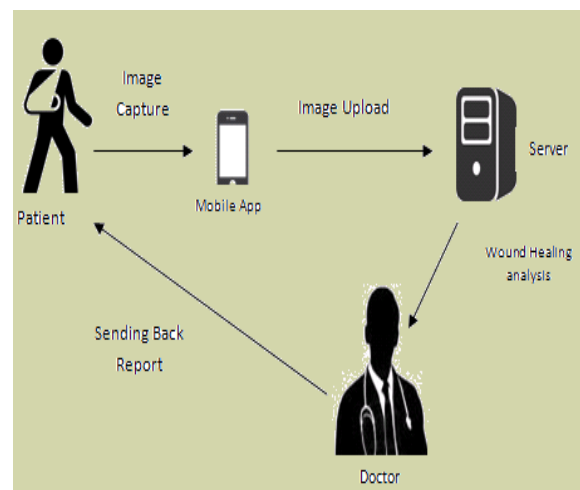 Image
Capture
Image Upload
Server
Mobile App
Patient
Wound Healing
analysis
Sending Back
Report
Doctor